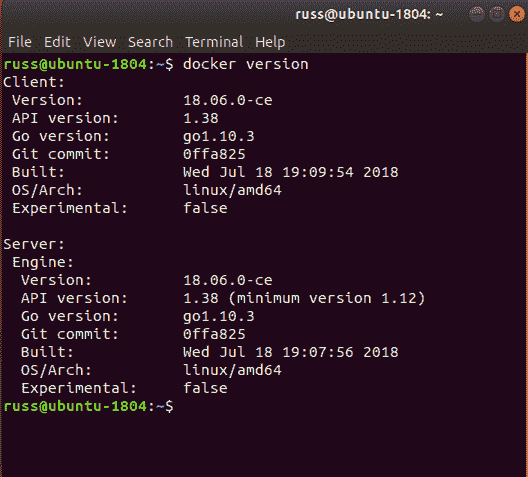 russ@ubuntu-1804: ~
File Edit View Search Terminal Help
russ@ubuntu-1804:~$ docker version
Client:
 Version:           18.06.0-ce
 API version:       1.38
 Go version:        go1.10.3
 Git commit:        0ffa825
 Built:             Wed Jul 18 19:09:54 2018
 OS/Arch:           linux/amd64
 Experimental:      false

Server:
 Engine:
  Version:          18.06.0-ce
  API version:      1.38 (minimum version 1.12)
  Go version:       go1.10.3
  Git commit:       0ffa825
  Built:            Wed Jul 18 19:07:56 2018
  OS/Arch:          linux/amd64
  Experimental:     false
russ@ubuntu-1804:~$